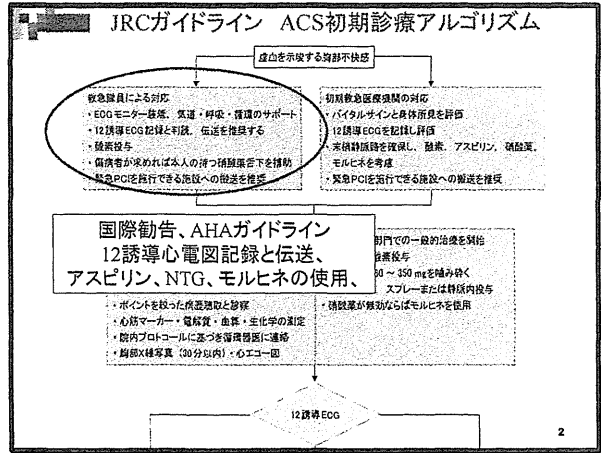 JRCガイドライン ACS初期診療アルゴリズム
虚血を示唆する胸部不快感
救急隊員による対応
・ECGモニター装着、気道・呼吸・循環のサポート
・12誘導ECG記録と判読、伝送を推奨する
・酸素投与
・傷病者が求めれば本人の持つ硝酸薬舌下を補助
・緊急PCIを施行できる施設への搬送を推奨
初期救急医療機関の対応
・バイタルサインと身体所見を評価
・12誘導ECGを記録し評価
・末梢静脈路を確保し、酸素、アスピリン、硝酸薬、
モルヒネを考慮
・緊急PCIを施行できる施設への搬送を推奨
国際勧告、AHAガイドライン
12誘導心電図記録と伝送、
アスピリン、NTG、モルヒネの使用、
部門での一般的治療を開始
酸素投与
60 ~ 350 mgを噛み砕く
スプレーまたは静脈内投与
・硝酸薬が無効ならばモルヒネを使用
・ポイントを絞った病歴聴取と診察
・心筋マーカー・電解質・血算・生化学の測定
・院内プロトコールに基づき循環器医に連絡
・胸部X線写真（30分以内）・心エコー図
12誘導ECG
2